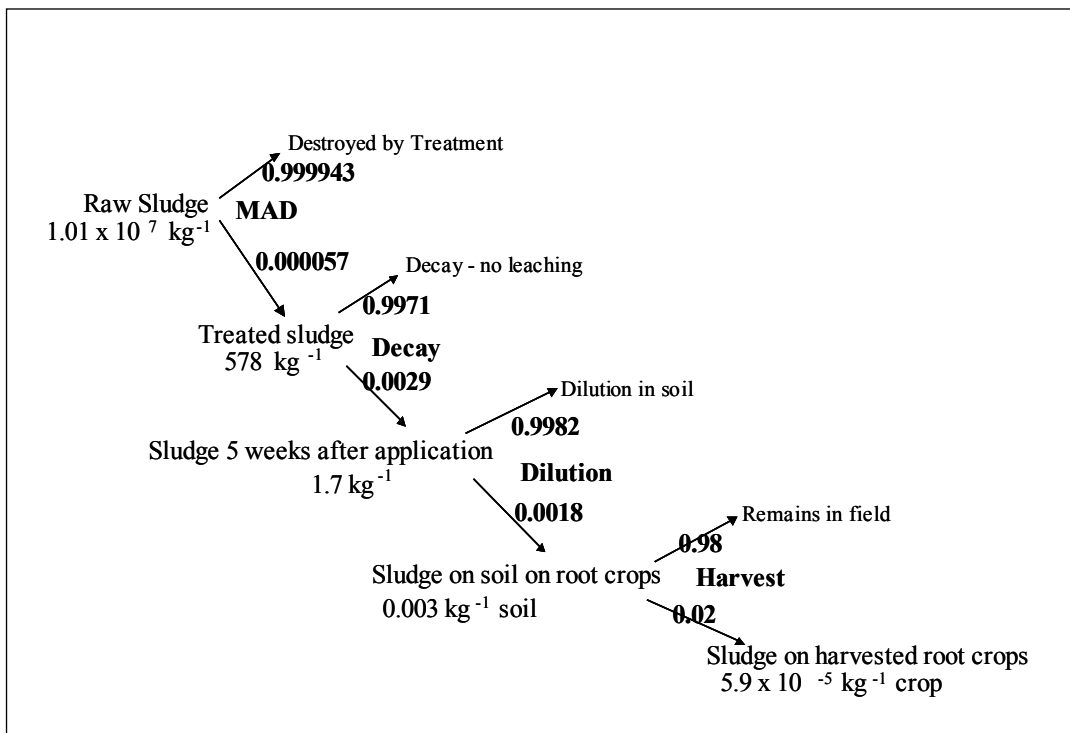 Destroyed by Treatment
0.999943
Raw Sludge
MAD
1.01 x 10 ⁷ kg⁻¹
0.000057
Decay - no leaching
0.9971
Treated sludge
Decay
578 kg ⁻¹
0.0029
Dilution in soil
0.9982
Sludge 5 weeks after application
Dilution
1.7 kg ⁻¹
0.0018
Remains in field
0.98
Sludge on soil on root crops
Harvest
0.003 kg ⁻¹ soil
0.02
Sludge on harvested root crops
5.9 x 10 ⁻⁵ kg ⁻¹ crop